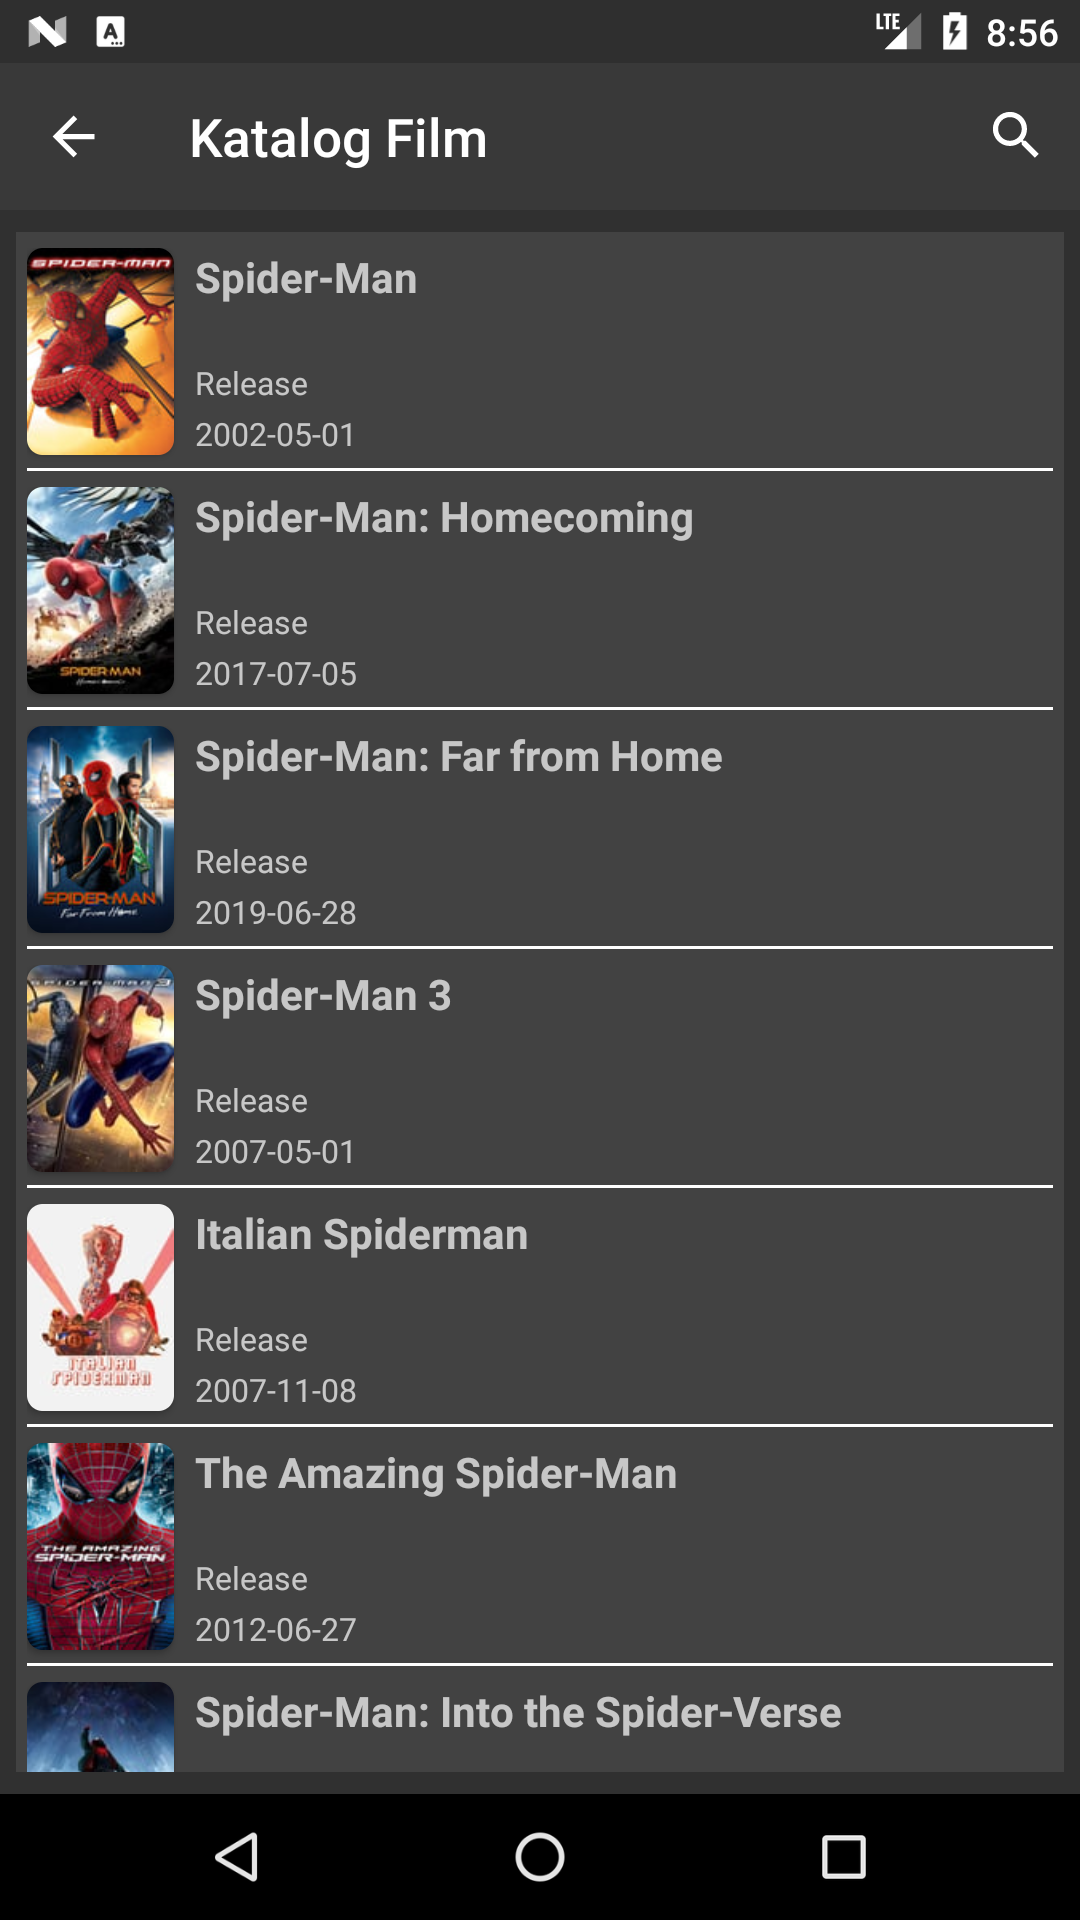 LTE 8:56
Katalog Film
SPIDER-MAN
Spider-Man
Release
2002-05-01
Spider-Man: Homecoming
Release
2017-07-05
SPIDER-MAN
Spider-Man: Far from Home
Release
2019-06-28
SPIDER-MAN
Far From Home
SPIDER-MAN 3
Spider-Man 3
Release
2007-05-01
Italian Spiderman
Release
2007-11-08
ITALIAN
SPIDERMAN
The Amazing Spider-Man
THE AMAZING
SPIDER-MAN
Release
2012-06-27
Spider-Man: Into the Spider-Verse